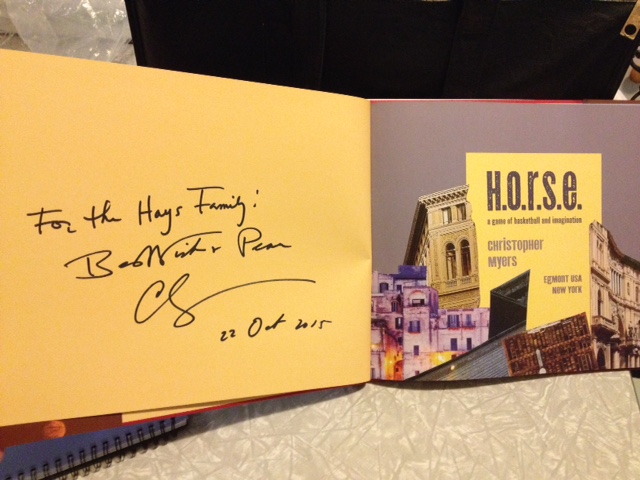 For the Hays Family!
Best Wishes + Peace
22 Oct 2015
H.O.R.S.E.
a game of basketball and imagination
Christopher
Myers
EGMONT USA
NEW YORK